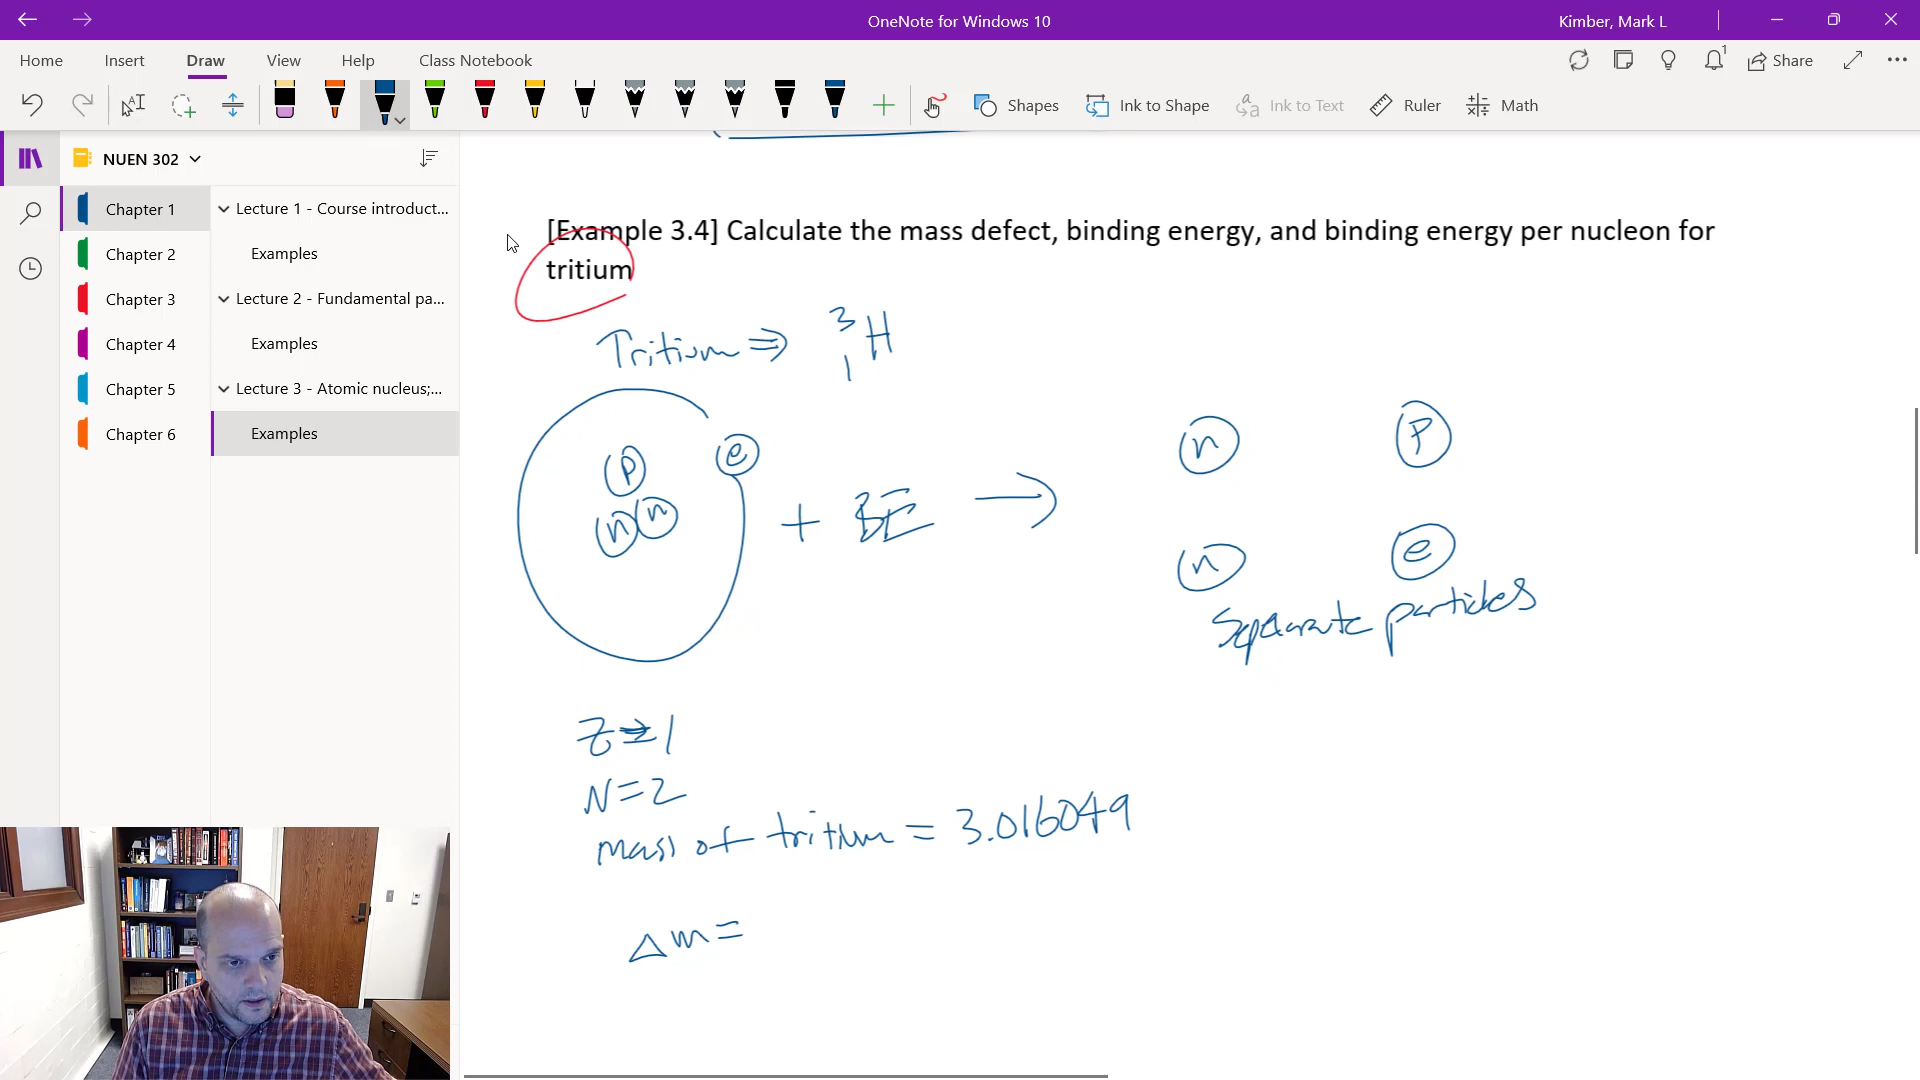 OneNote for Windows 10
Kimber, Mark L
Home Insert Draw View Help Class Notebook
1
Share
Shapes Ink to Shape Ink to Text Ruler Math
NUEN 302
Chapter 1
Chapter 2
Chapter 3
Chapter 4
Chapter 5
Chapter 6
Lecture 1 - Course introduct...
Examples
Lecture 2 - Fundamental pa...
Examples
Lecture 3 - Atomic nucleus;...
Examples
[Example 3.4] Calculate the mass defect, binding energy, and binding energy per nucleon for
tritium
Tritium ⇒ ³₁H
p e
n n
+ BE →
n p
n e
Separate particles
Z = 1
N = 2
mass of tritium = 3.016049
Δm =